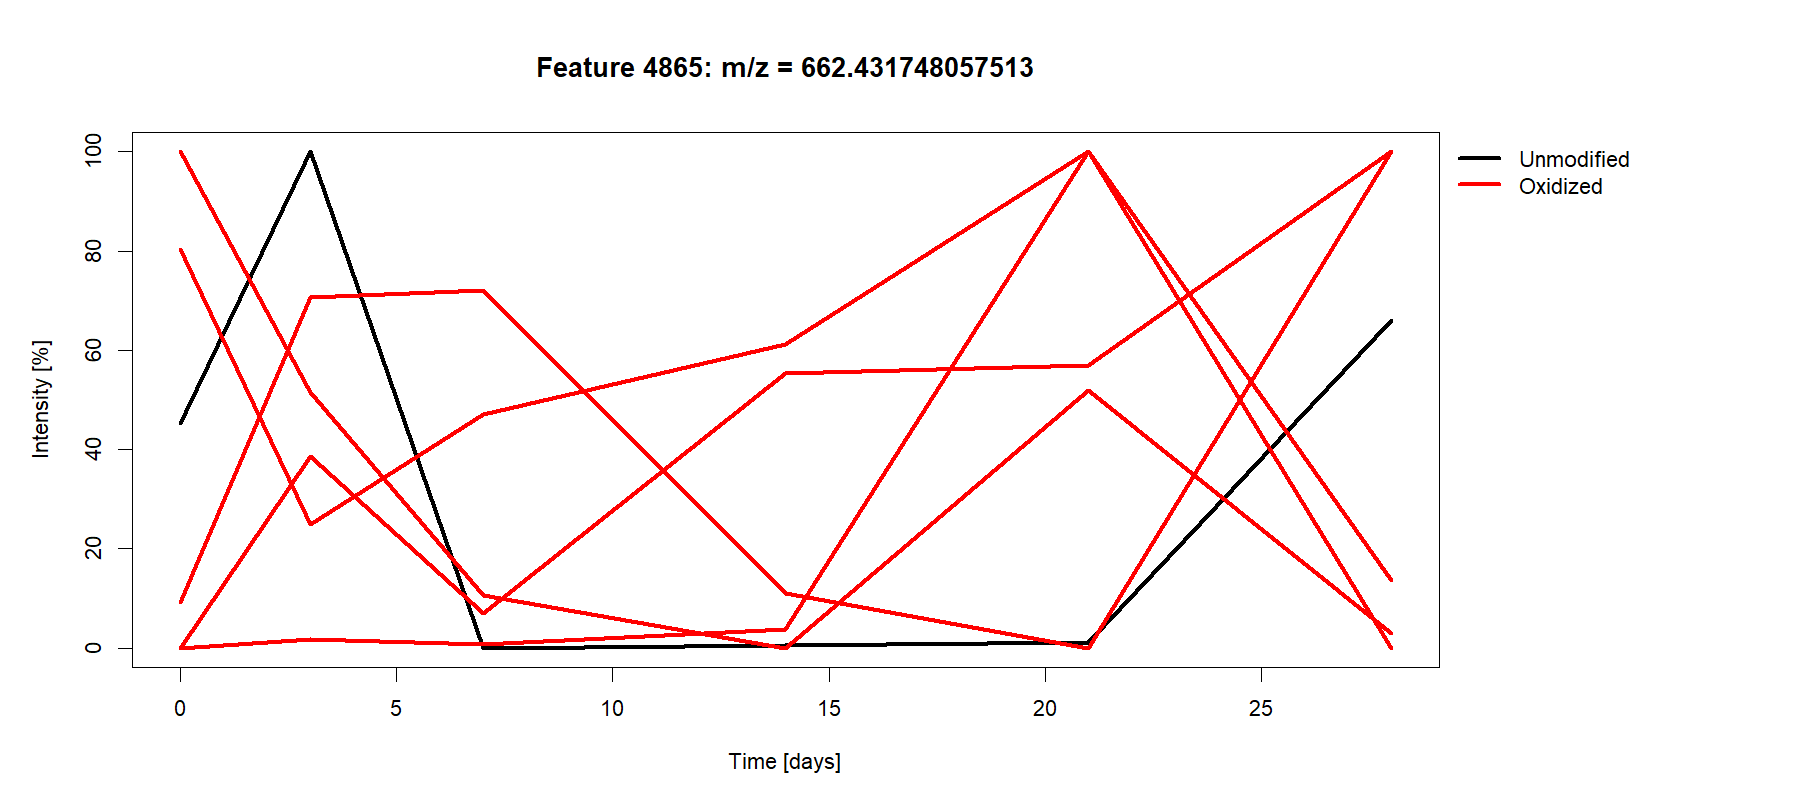 Feature 4865: m/z = 662.431748057513
Unmodified
Oxidized
Intensity [%]
100
80
60
40
20
0
0 5 10 15 20 25
Time [days]